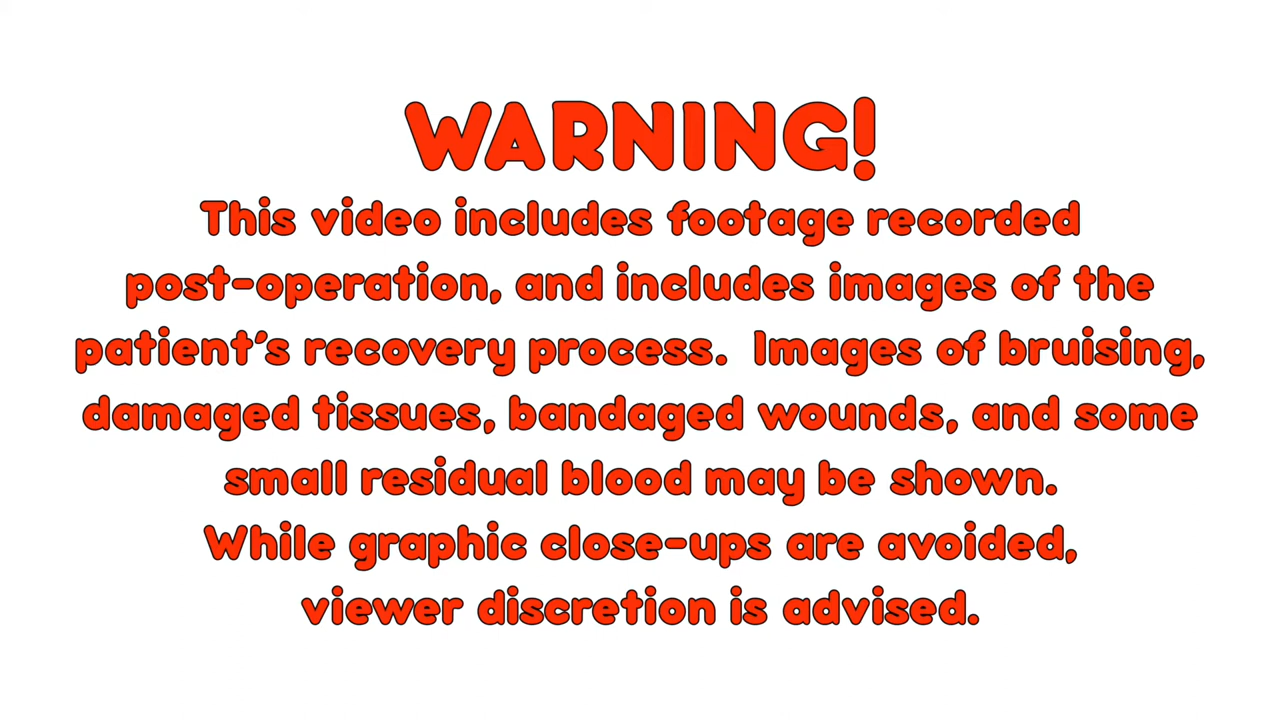 WARNING!
This video includes footage recorded
post-operation, and includes images of the
patient's recovery process.  Images of bruising,
damaged tissues, bandaged wounds, and some
small residual blood may be shown.
While graphic close-ups are avoided,
viewer discretion is advised.